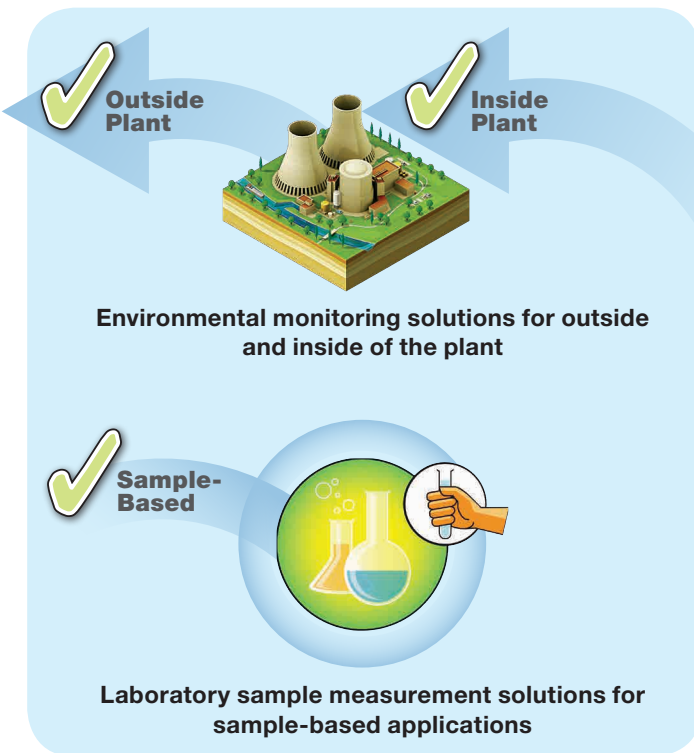 Outside
Plant
Inside
Plant
Environmental monitoring solutions for outside
and inside of the plant
Sample-
Based
Laboratory sample measurement solutions for
sample-based applications